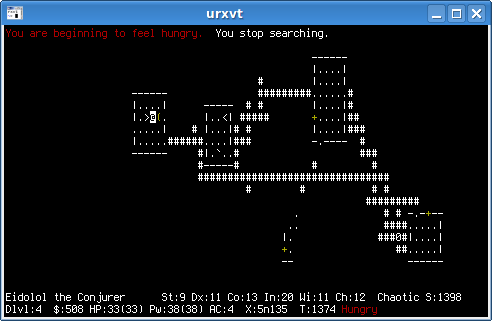 urxvt
You are beginning to feel hungry. You stop searching.
Eidolol the Conjurer St:9 Dx:11 Co:13 In:20 Wi:11 Ch:12 Chaotic S:1398
Dlvl:4 $:508 HP:33(33) Pw:38(38) AC:4 X:5n135 T:1374 Hungry